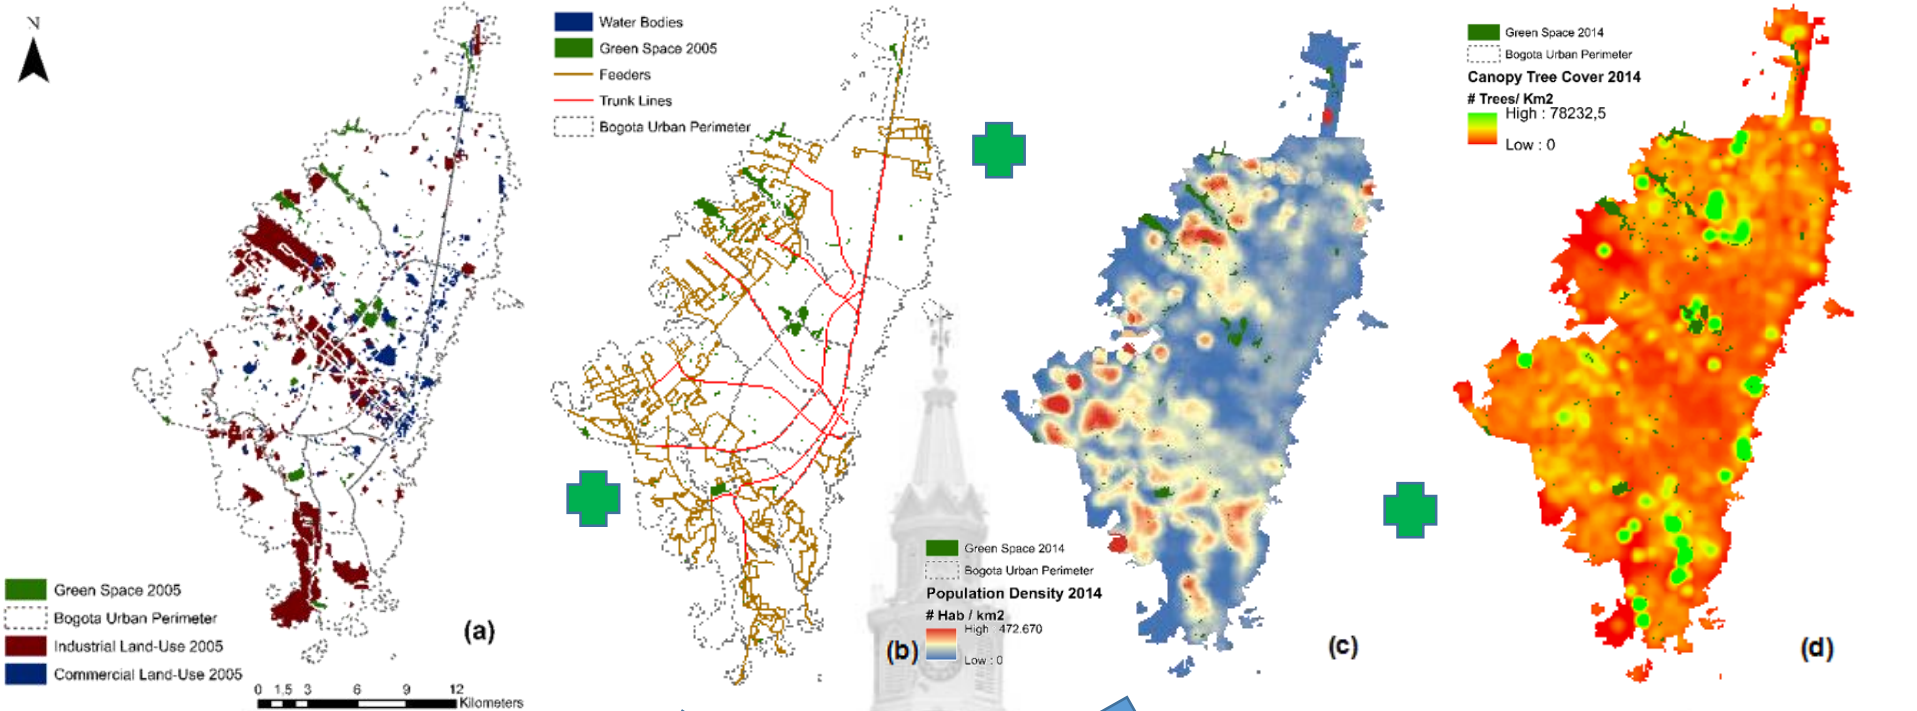 N
Green Space 2005
Bogota Urban Perimeter
Industrial Land-Use 2005
Commercial Land-Use 2005
(a)
0 1,5 3 6 9 12
Kilometers
Water Bodies
Green Space 2005
Feeders
Trunk Lines
Bogota Urban Perimeter
(b)
Green Space 2014
Bogota Urban Perimeter
Population Density 2014
# Hab / km2
High : 472.670
Low : 0
(c)
Green Space 2014
Bogota Urban Perimeter
Canopy Tree Cover 2014
# Trees/ Km2
High : 78232,5
Low : 0
(d)